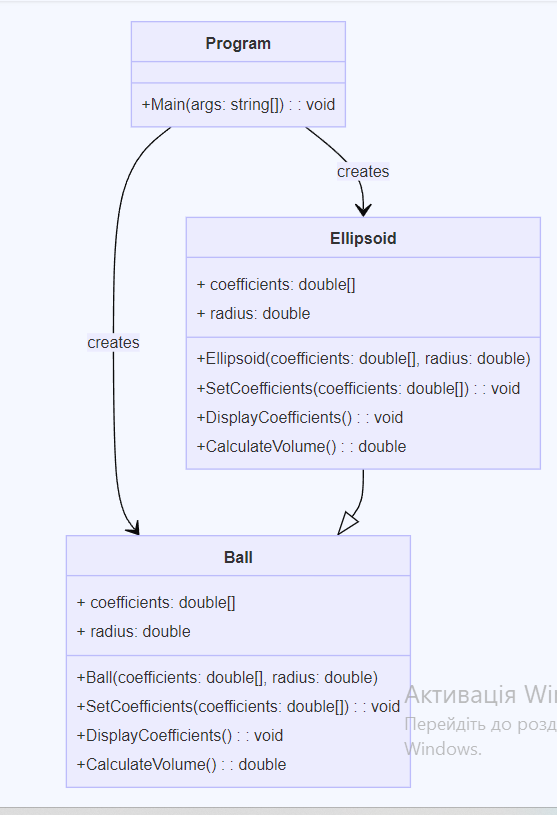 Program
+Main(args: string[]) : : void
creates
Ellipsoid
+ coefficients: double[]
+ radius: double
+Ellipsoid(coefficients: double[], radius: double)
+SetCoefficients(coefficients: double[]) : : void
+DisplayCoefficients() : : void
+CalculateVolume() : : double
creates
Ball
+ coefficients: double[]
+ radius: double
+Ball(coefficients: double[], radius: double)
+SetCoefficients(coefficients: double[]) : : void
+DisplayCoefficients() : : void
+CalculateVolume() : : double
Активація Wi
Перейдіть до розд
Windows.